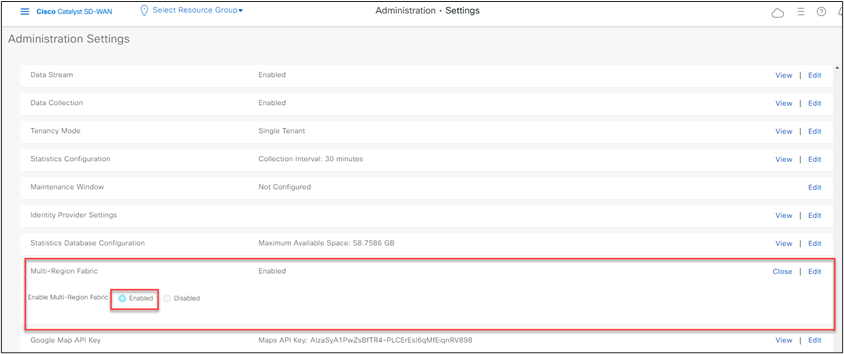 Cisco Catalyst SD-WAN Select Resource Group Administration · Settings
Administration Settings
Data Stream Enabled View | Edit
Data Collection Enabled View | Edit
Tenancy Mode Single Tenant View | Edit
Statistics Configuration Collection Interval: 30 minutes View | Edit
Maintenance Window Not Configured Edit
Identity Provider Settings View | Edit
Statistics Database Configuration Maximum Available Space: 58.7586 GB View | Edit
Multi-Region Fabric Enabled Close | Edit
Enable Multi-Region Fabric Enabled Disabled
Google Map API Key Maps API Key: View | Edit